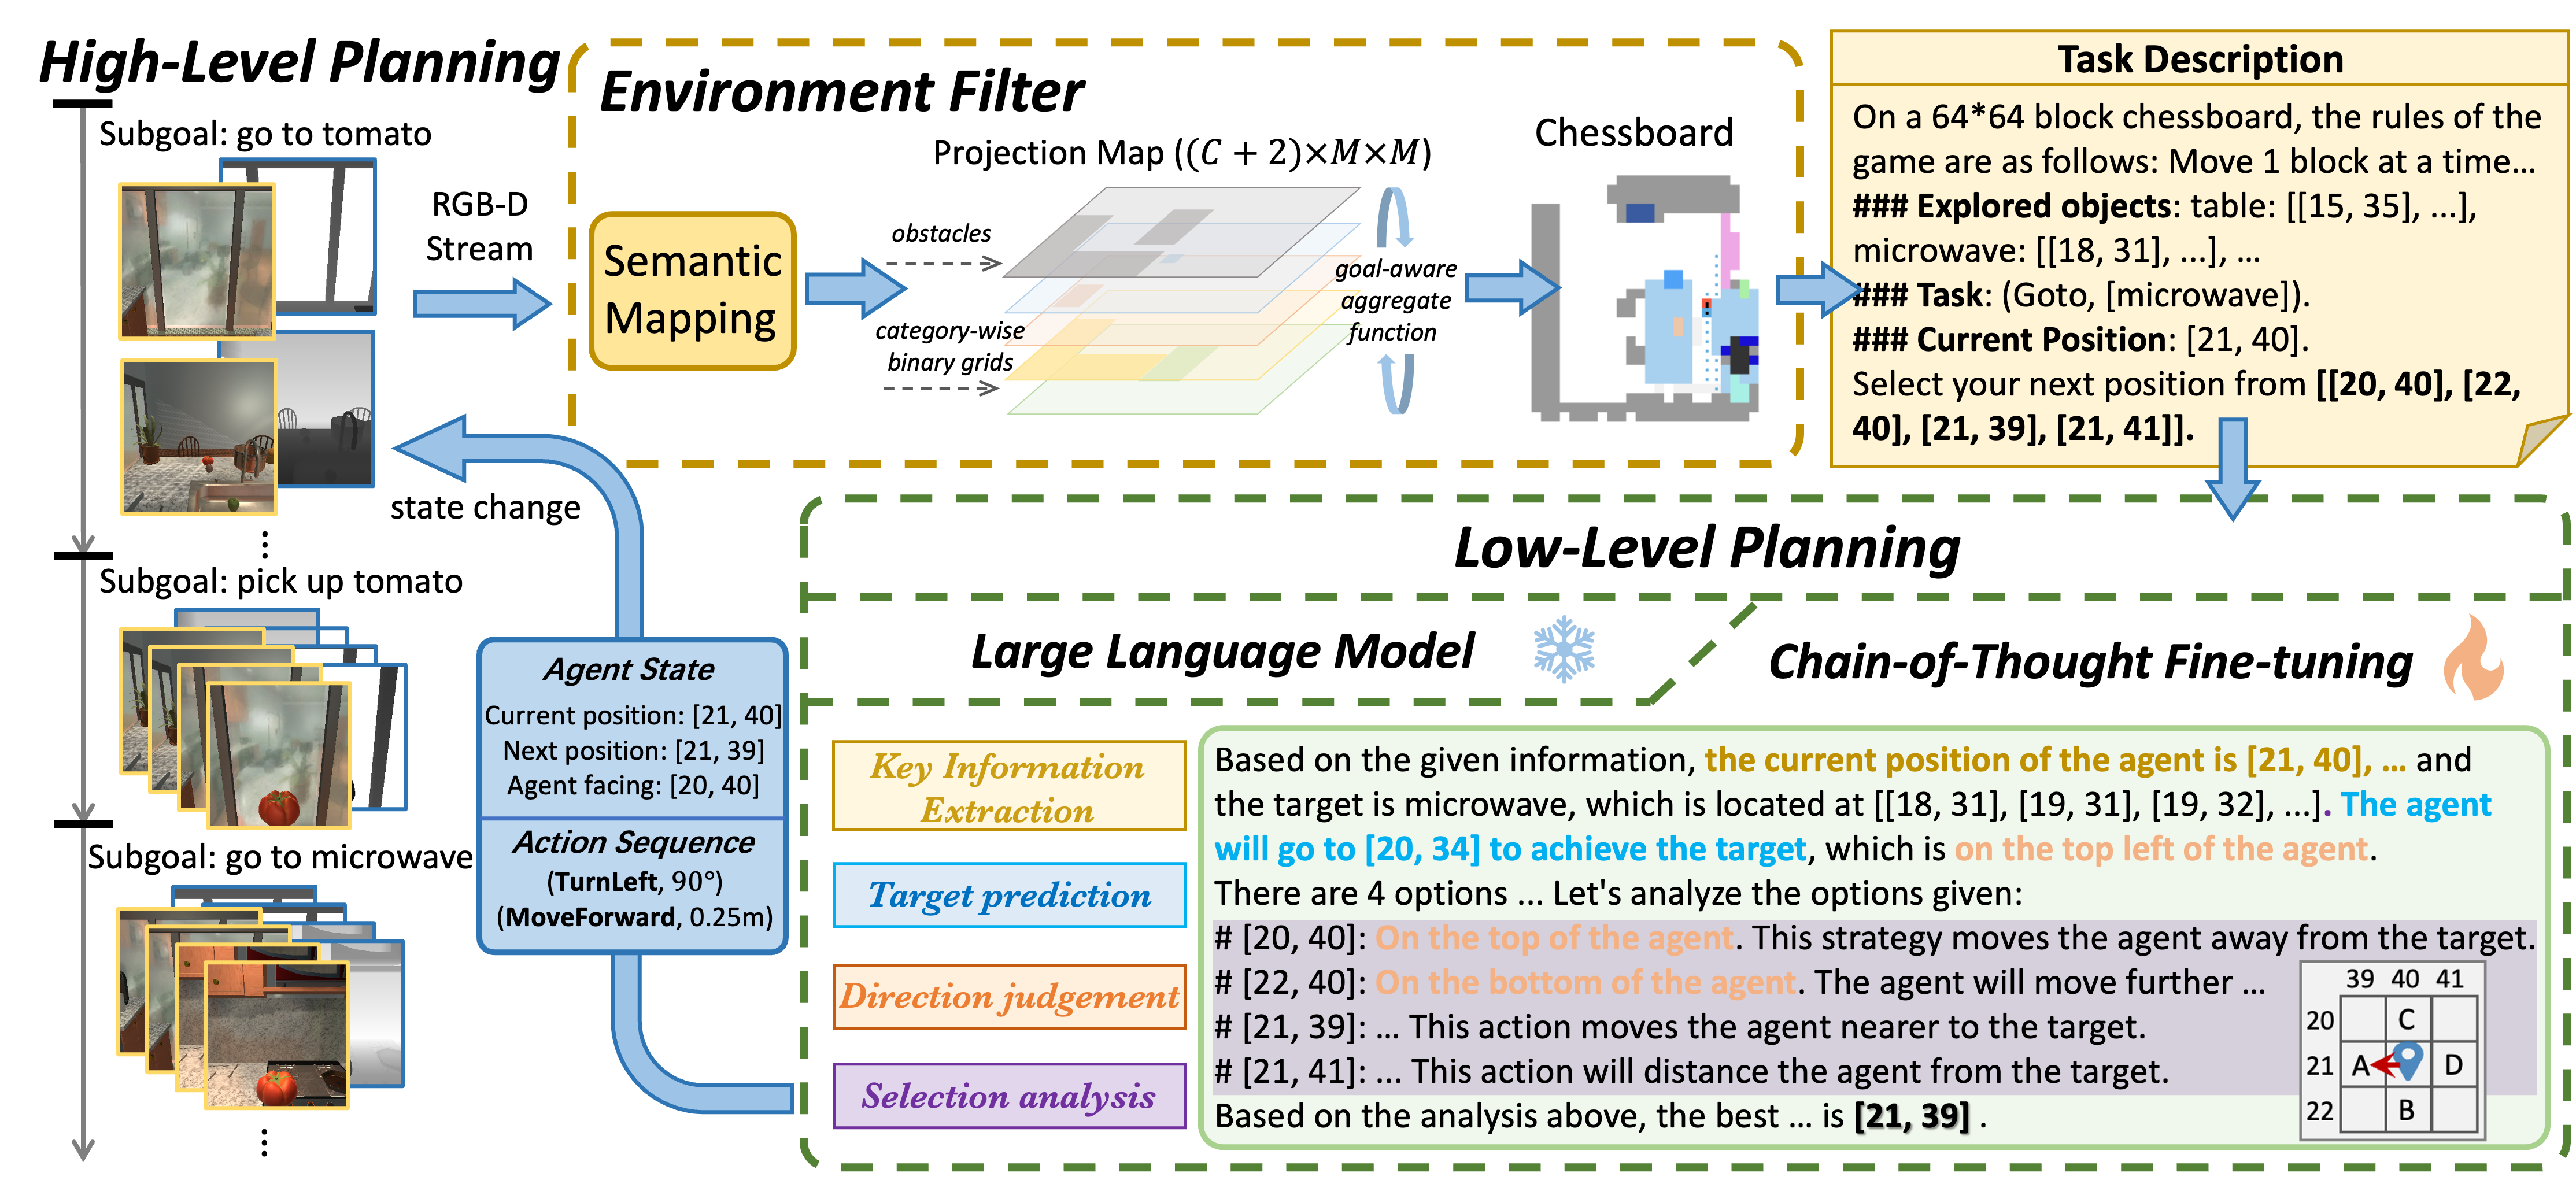 High-Level Planning
Subgoal: go to tomato
RGB-D
Stream
⋮
Subgoal: pick up tomato
Subgoal: go to microwave
⋮
state change
Environment Filter
Semantic
Mapping
Projection Map ((C + 2)×M×M)
obstacles
category-wise
binary grids
goal-aware
aggregate
function
Chessboard
Task Description
On a 64*64 block chessboard, the rules of the
game are as follows: Move 1 block at a time...
### Explored objects: table: [[15, 35], ...],
microwave: [[18, 31], ...], ...
### Task: (Goto, [microwave]).
### Current Position: [21, 40].
Select your next position from [[20, 40], [22,
40], [21, 39], [21, 41]].
Low-Level Planning
Large Language Model
Chain-of-Thought Fine-tuning
Key Information
Extraction
Target prediction
Direction judgement
Selection analysis
Based on the given information, the current position of the agent is [21, 40], ... and
the target is microwave, which is located at [[18, 31], [19, 31], [19, 32], ...]. The agent
will go to [20, 34] to achieve the target, which is on the top left of the agent.
There are 4 options ... Let's analyze the options given:
# [20, 40]: On the top of the agent. This strategy moves the agent away from the target.
# [22, 40]: On the bottom of the agent. The agent will move further ...
# [21, 39]: ... This action moves the agent nearer to the target.
# [21, 41]: ... This action will distance the agent from the target.
Based on the analysis above, the best ... is [21, 39] .
39 40 41
20 C
21 A D
22 B
Agent State
Current position: [21, 40]
Next position: [21, 39]
Agent facing: [20, 40]
Action Sequence
(TurnLeft, 90°)
(MoveForward, 0.25m)